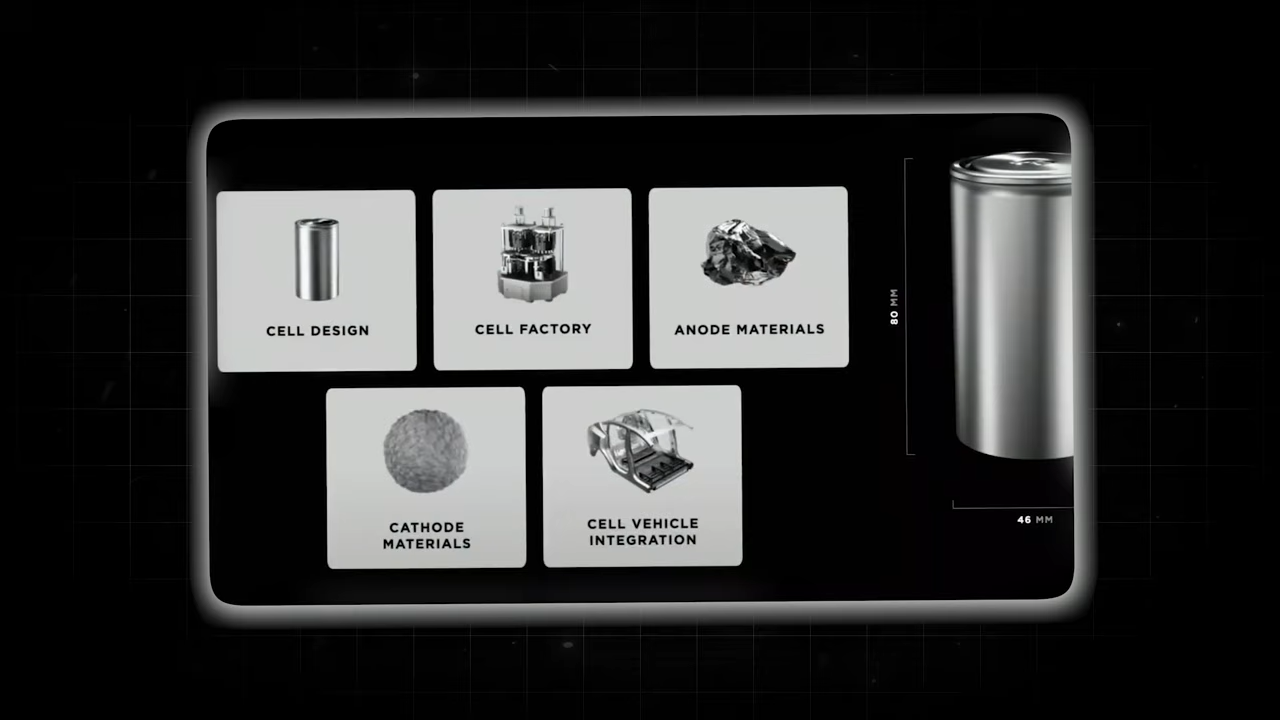 CELL DESIGN
CELL FACTORY
ANODE MATERIALS
CATHODE
MATERIALS
CELL VEHICLE
INTEGRATION
80 MM
46 MM